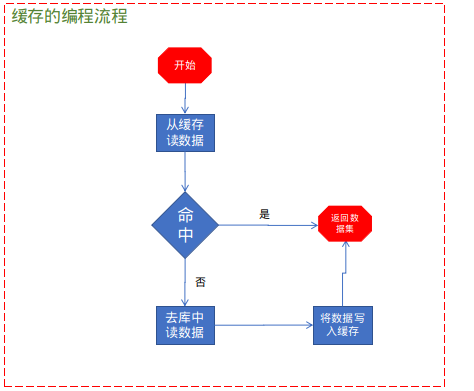 缓存的编程流程
开始
从缓存
读数据
命
中
是
返回数
据集
否
去库中
读数据
将数据写
入缓存